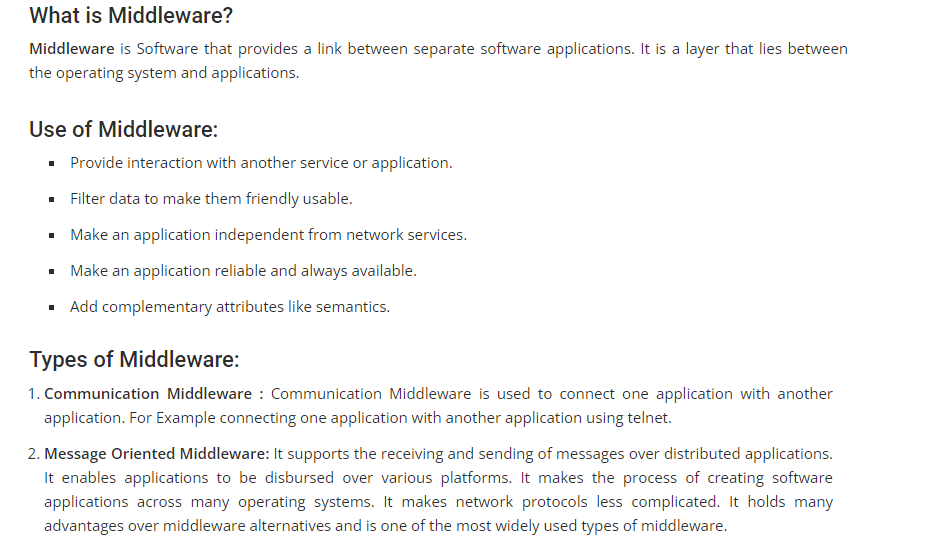 What is Middleware?
Middleware is Software that provides a link between separate software applications. It is a layer that lies between
the operating system and applications.
Use of Middleware:
▪ Provide interaction with another service or application.
▪ Filter data to make them friendly usable.
▪ Make an application independent from network services.
▪ Make an application reliable and always available.
▪ Add complementary attributes like semantics.
Types of Middleware:
1. Communication Middleware : Communication Middleware is used to connect one application with another
application. For Example connecting one application with another application using telnet.
2. Message Oriented Middleware: It supports the receiving and sending of messages over distributed applications.
It enables applications to be disbursed over various platforms. It makes the process of creating software
applications across many operating systems. It makes network protocols less complicated. It holds many
advantages over middleware alternatives and is one of the most widely used types of middleware.